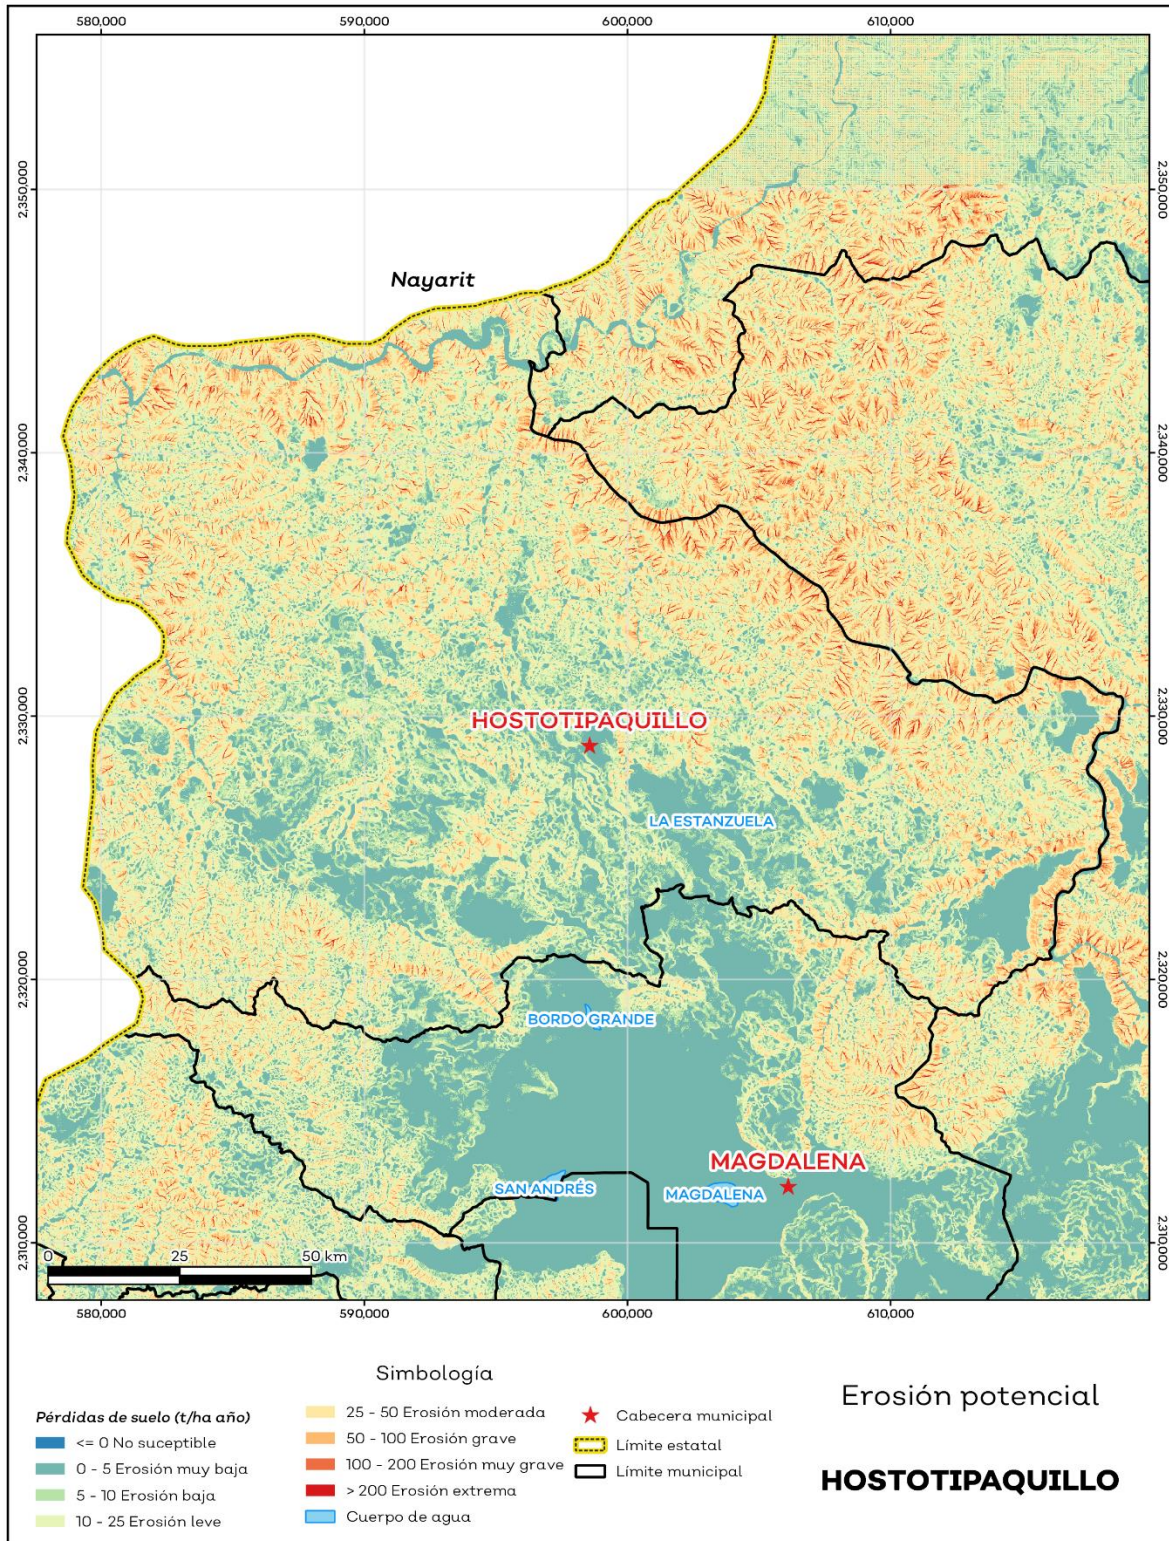 580,000
590,000
600,000
610,000
2,350,000
2,350,000
Nayarit
2,340,000
2,340,000
HOSTOTIPAQUILLO
2,330,000
2,330,000
LA ESTANZUELA
2,320,000
2,320,000
BORDO GRANDE
MAGDALENA
SAN ANDRÉS
MAGDALENA
2,310,000
2,310,000
0 25 50 km
580,000
590,000
600,000
610,000
Simbología
Pérdidas de suelo (t/ha año)
<= 0 No suceptible
0 - 5 Erosión muy baja
5 - 10 Erosión baja
10 - 25 Erosión leve
25 - 50 Erosión moderada
50 - 100 Erosión grave
100 - 200 Erosión muy grave
> 200 Erosión extrema
Cuerpo de agua
Cabecera municipal
Límite estatal
Límite municipal
Erosión potencial
HOSTOTIPAQUILLO